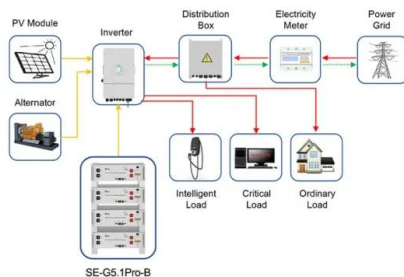 PV Module
Inverter
Distribution
Box
Electricity
Meter
Power
Grid
Alternator
Intelligent
Load
Critical
Load
Ordinary
Load
SE-G5.1Pro-B